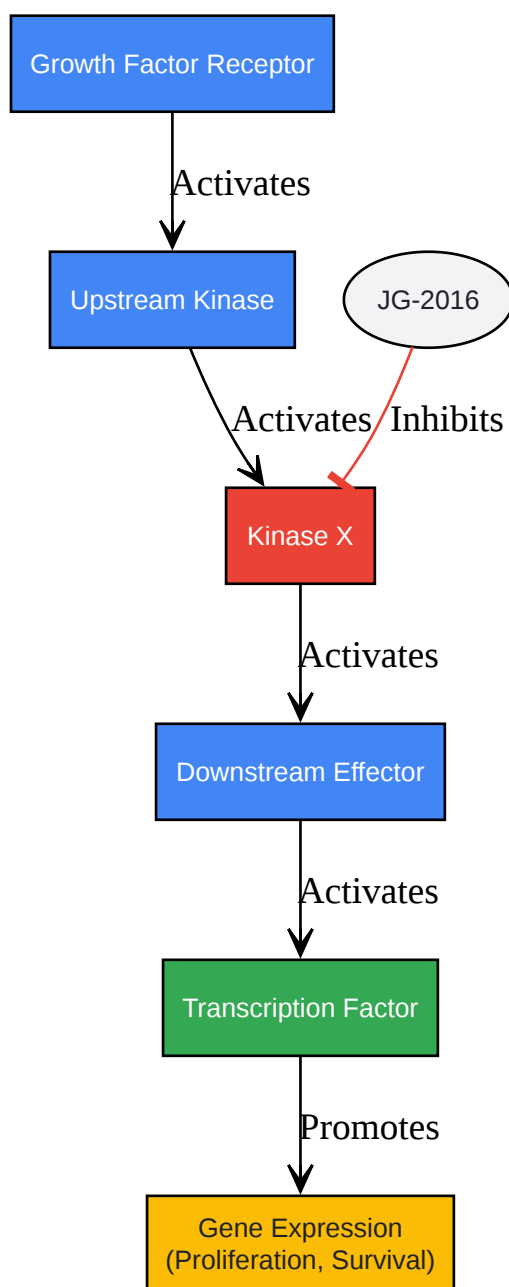 Growth Factor Receptor
Activates
Upstream Kinase
JG-2016
Activates
Inhibits
Kinase X
Activates
Downstream Effector
Activates
Transcription Factor
Promotes
Gene Expression
(Proliferation, Survival)